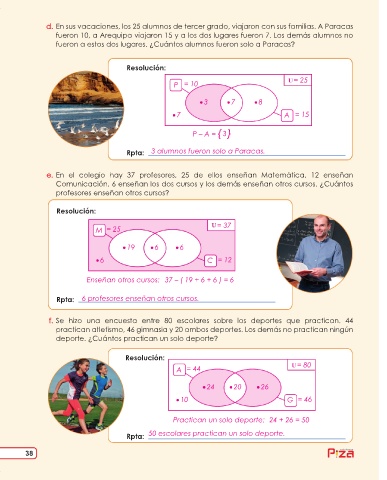 d. En sus vacaciones, los 25 alumnos de tercer grado, viajaron con sus familias. A Paracas
fueron 10, a Arequipa viajaron 15 y a los dos lugares fueron 7. Los demás alumnos no
fueron a estos dos lugares. ¿Cuántos alumnos fueron solo a Paracas?
Resolución:
P = 10
U = 25
•3 •7 •8
•7
A = 15
P – A = {3}
Rpta: 3 alumnos fueron solo a Paracas.
e. En el colegio hay 37 profesores, 25 de ellos enseñan Matemática, 12 enseñan
Comunicación, 6 enseñan los dos cursos y los demás enseñan otros cursos. ¿Cuántos
profesores enseñan otros cursos?
Resolución:
M = 25
U = 37
•19 •6 •6
•6
C = 12
Enseñan otros cursos: 37 – ( 19 + 6 + 6 ) = 6
Rpta: 6 profesores enseñan otros cursos.
f. Se hizo una encuesta entre 80 escolares sobre los deportes que practican. 44
practican atletismo, 46 gimnasia y 20 ambos deportes. Los demás no practican ningún
deporte. ¿Cuántos practican un solo deporte?
Resolución:
A = 44
U = 80
•24 •20 •26
•10
G = 46
Practican un solo deporte: 24 + 26 = 50
Rpta: 50 escolares practican un solo deporte.
38